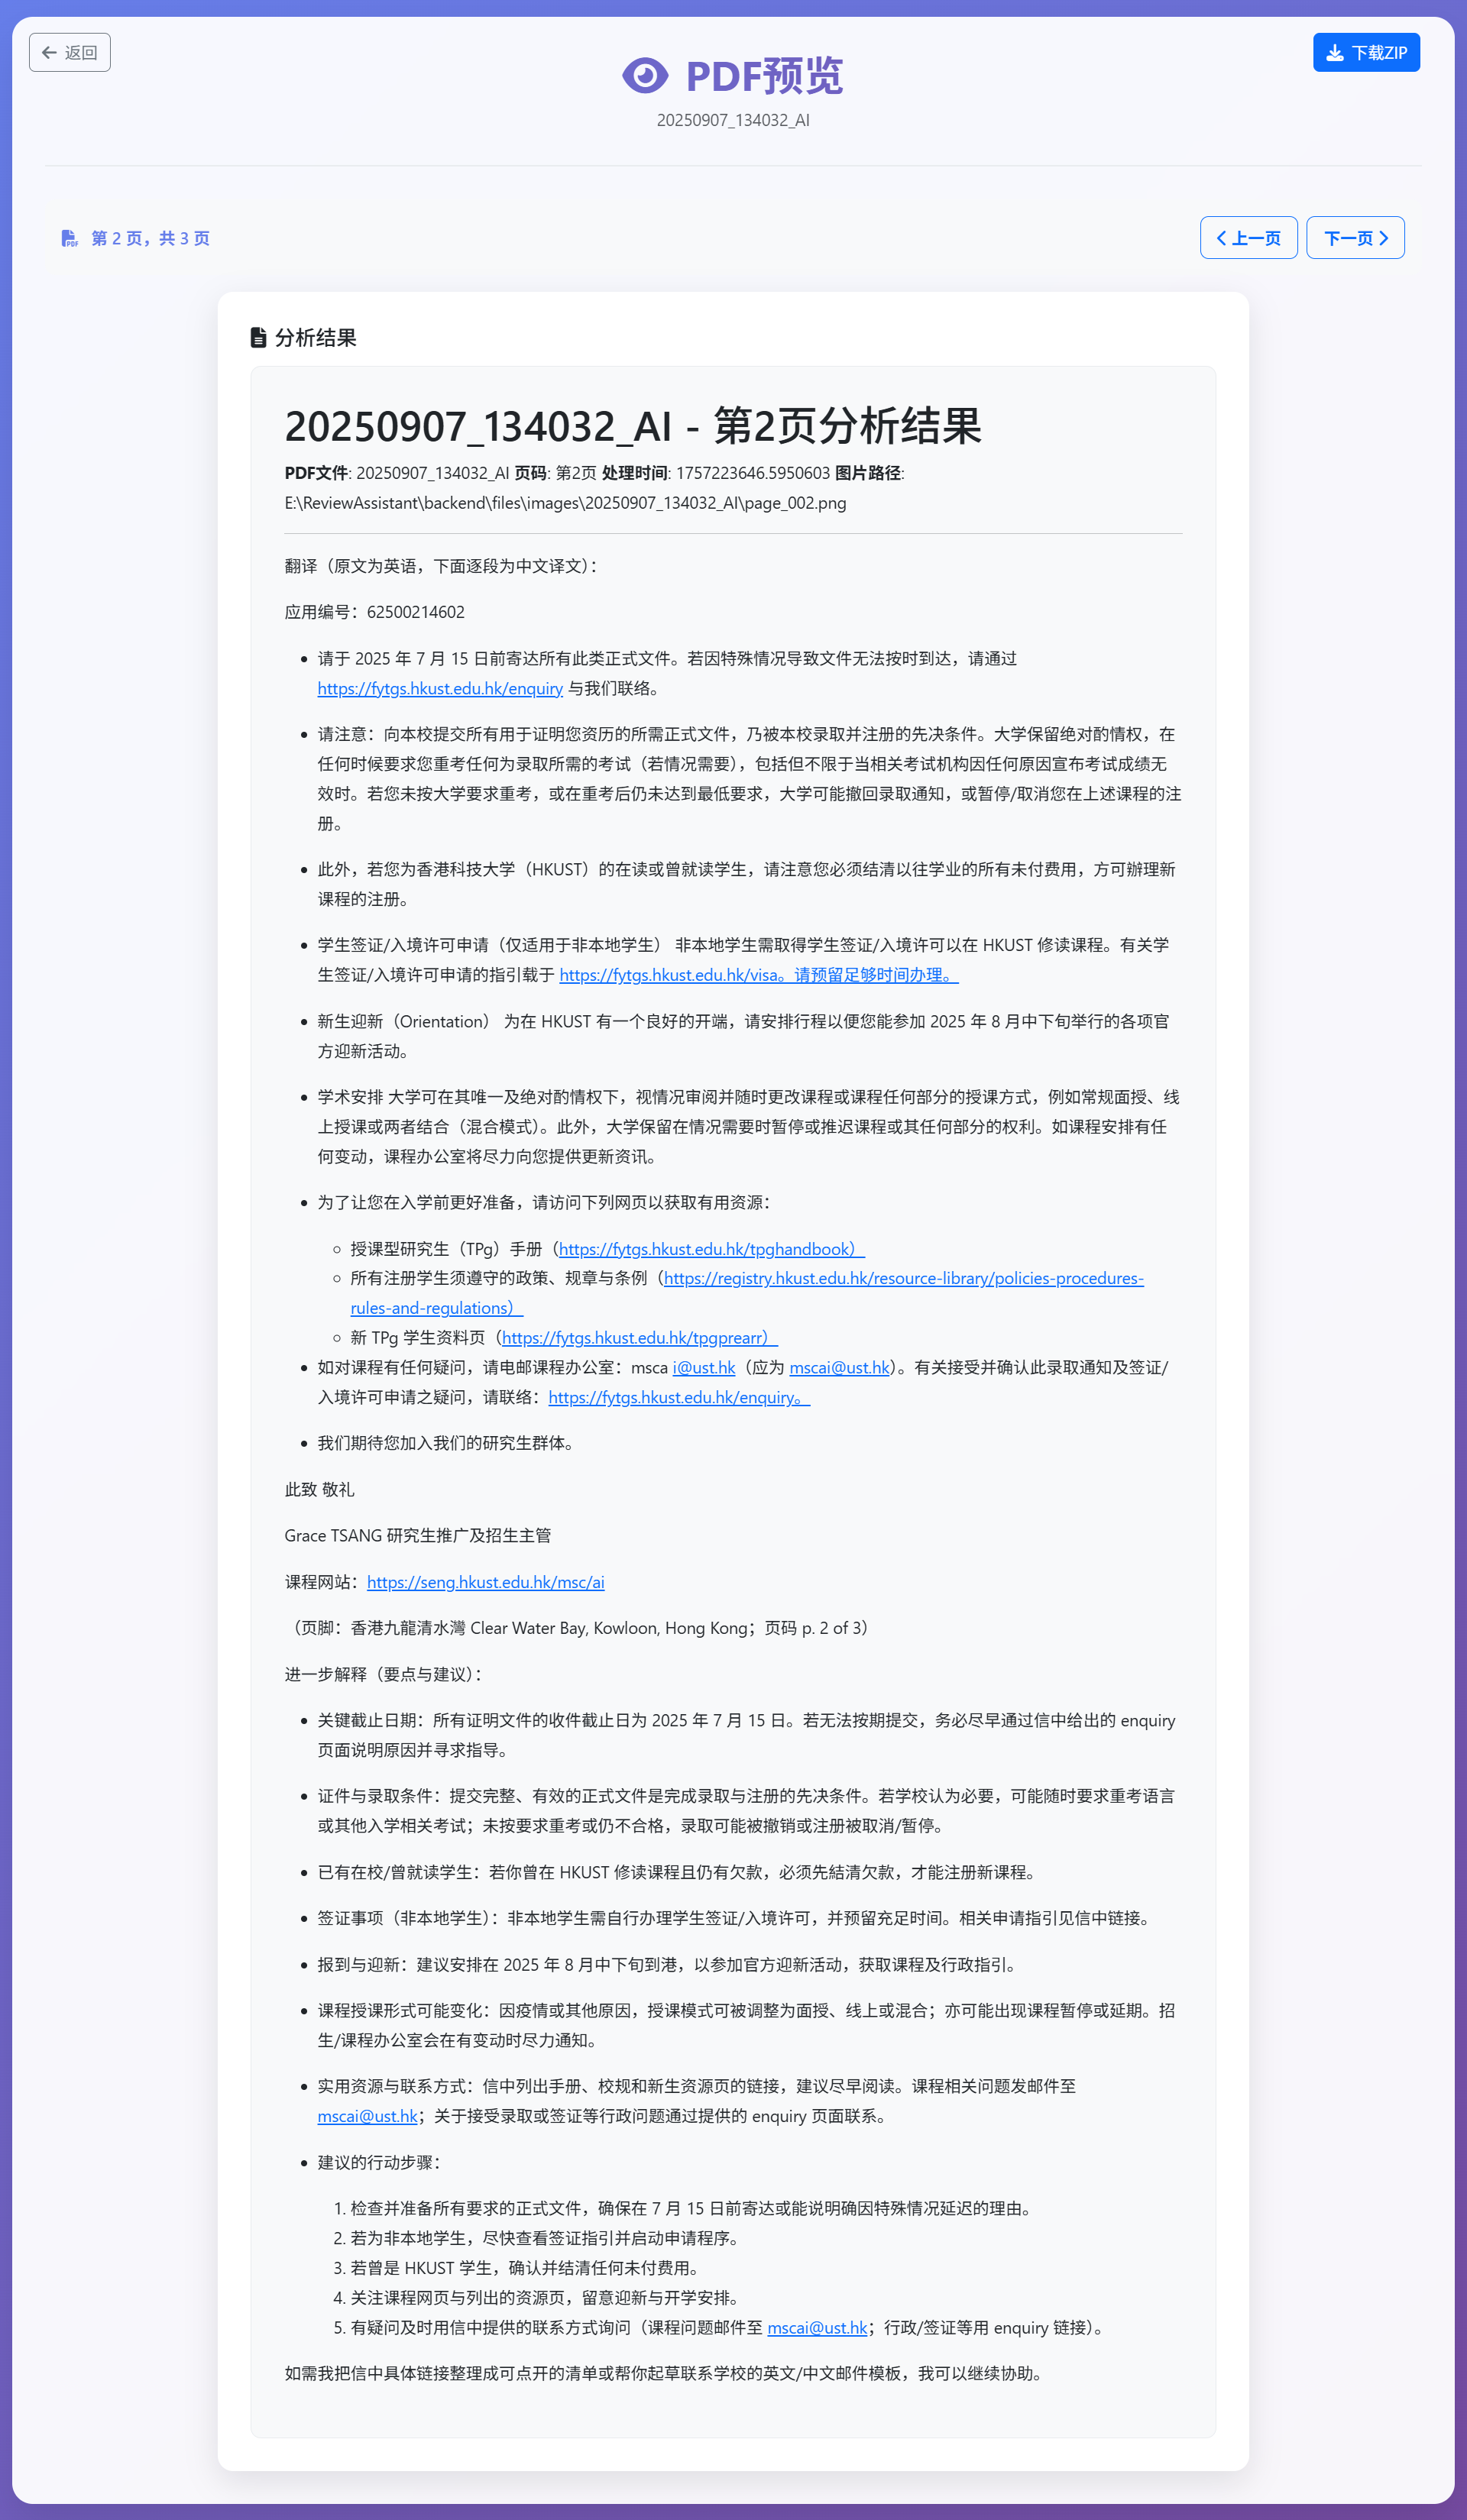 返回
下载ZIP
PDF预览
20250907_134032_AI
第 2 页，共 3 页
上一页
下一页
分析结果
20250907_134032_AI - 第2页分析结果
PDF文件: 20250907_134032_AI 页码: 第2页 处理时间: 1757223646.5950603 图片路径:
E:\ReviewAssistant\backend\files\images\20250907_134032_AI\page_002.png
翻译（原文为英语，下面逐段为中文译文）：
应用编号：62500214602
• 请于 2025 年 7 月 15 日前寄达所有此类正式文件。若因特殊情况导致文件无法按时到达，请通过
https://fytgs.hkust.edu.hk/enquiry 与我们联络。
• 请注意：向本校提交所有用于证明您资历的所需正式文件，乃被本校录取并注册的先决条件。大学保留绝对酌情权，在
任何时候要求您重考任何为录取所需的考试（若情况需要），包括但不限于当相关考试机构因任何原因宣布考试成绩无
效时。若您未按大学要求重考，或在重考后仍未达到最低要求，大学可能撤回录取通知，或暂停/取消您在上述课程的注
册。
• 此外，若您为香港科技大学（HKUST）的在读或曾就读学生，请注意您必须结清以往学业的所有未付费用，方可辦理新
课程的注册。
• 学生签证/入境许可申请（仅适用于非本地学生） 非本地学生需取得学生签证/入境许可以在 HKUST 修读课程。有关学
生签证/入境许可申请的指引载于 https://fytgs.hkust.edu.hk/visa。请预留足够时间办理。
• 新生迎新（Orientation） 为在 HKUST 有一个良好的开端，请安排行程以便您能参加 2025 年 8 月中下旬举行的各项官
方迎新活动。
• 学术安排 大学可在其唯一及绝对酌情权下，视情况审阅并随时更改课程或课程任何部分的授课方式，例如常规面授、线
上授课或两者结合（混合模式）。此外，大学保留在情况需要时暂停或推迟课程或其任何部分的权利。如课程安排有任
何变动，课程办公室将尽力向您提供更新资讯。
• 为了让您在入学前更好准备，请访问下列网页以获取有用资源：
◦ 授课型研究生（TPg）手册（https://fytgs.hkust.edu.hk/tpghandbook）
◦ 所有注册学生须遵守的政策、规章与条例（https://registry.hkust.edu.hk/resource-library/policies-procedures-
rules-and-regulations）
◦ 新 TPg 学生资料页（https://fytgs.hkust.edu.hk/tpgprearr）
• 如对课程有任何疑问，请电邮课程办公室：msca i@ust.hk（应为 mscai@ust.hk）。有关接受并确认此录取通知及签证/
入境许可申请之疑问，请联络：https://fytgs.hkust.edu.hk/enquiry。
• 我们期待您加入我们的研究生群体。
此致 敬礼
Grace TSANG 研究生推广及招生主管
课程网站：https://seng.hkust.edu.hk/msc/ai
（页脚：香港九龍清水灣 Clear Water Bay, Kowloon, Hong Kong；页码 p. 2 of 3）
进一步解释（要点与建议）：
• 关键截止日期：所有证明文件的收件截止日为 2025 年 7 月 15 日。若无法按期提交，务必尽早通过信中给出的 enquiry
页面说明原因并寻求指导。
• 证件与录取条件：提交完整、有效的正式文件是完成录取与注册的先决条件。若学校认为必要，可能随时要求重考语言
或其他入学相关考试；未按要求重考或仍不合格，录取可能被撤销或注册被取消/暂停。
• 已有在校/曾就读学生：若你曾在 HKUST 修读课程且仍有欠款，必须先結清欠款，才能注册新课程。
• 签证事项（非本地学生）：非本地学生需自行办理学生签证/入境许可，并预留充足时间。相关申请指引见信中链接。
• 报到与迎新：建议安排在 2025 年 8 月中下旬到港，以参加官方迎新活动，获取课程及行政指引。
• 课程授课形式可能变化：因疫情或其他原因，授课模式可被调整为面授、线上或混合；亦可能出现课程暂停或延期。招
生/课程办公室会在有变动时尽力通知。
• 实用资源与联系方式：信中列出手册、校规和新生资源页的链接，建议尽早阅读。课程相关问题发邮件至
mscai@ust.hk；关于接受录取或签证等行政问题通过提供的 enquiry 页面联系。
• 建议的行动步骤：
1. 检查并准备所有要求的正式文件，确保在 7 月 15 日前寄达或能说明确因特殊情况延迟的理由。
2. 若为非本地学生，尽快查看签证指引并启动申请程序。
3. 若曾是 HKUST 学生，确认并结清任何未付费用。
4. 关注课程网页与列出的资源页，留意迎新与开学安排。
5. 有疑问及时用信中提供的联系方式询问（课程问题邮件至 mscai@ust.hk；行政/签证等用 enquiry 链接）。
如需我把信中具体链接整理成可点开的清单或帮你起草联系学校的英文/中文邮件模板，我可以继续协助。